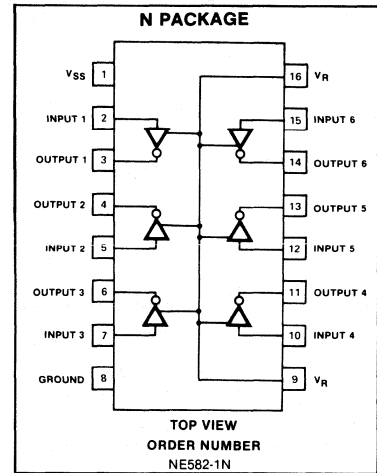 N PACKAGE
VSS 1 16 VR
INPUT 1 2 15 INPUT 6
OUTPUT 1 3 14 OUTPUT 6
OUTPUT 2 4 13 OUTPUT 5
INPUT 2 5 12 INPUT 5
OUTPUT 3 6 11 OUTPUT 4
INPUT 3 7 10 INPUT 4
GROUND 8 9 VR
TOP VIEW
ORDER NUMBER
NE582-1N